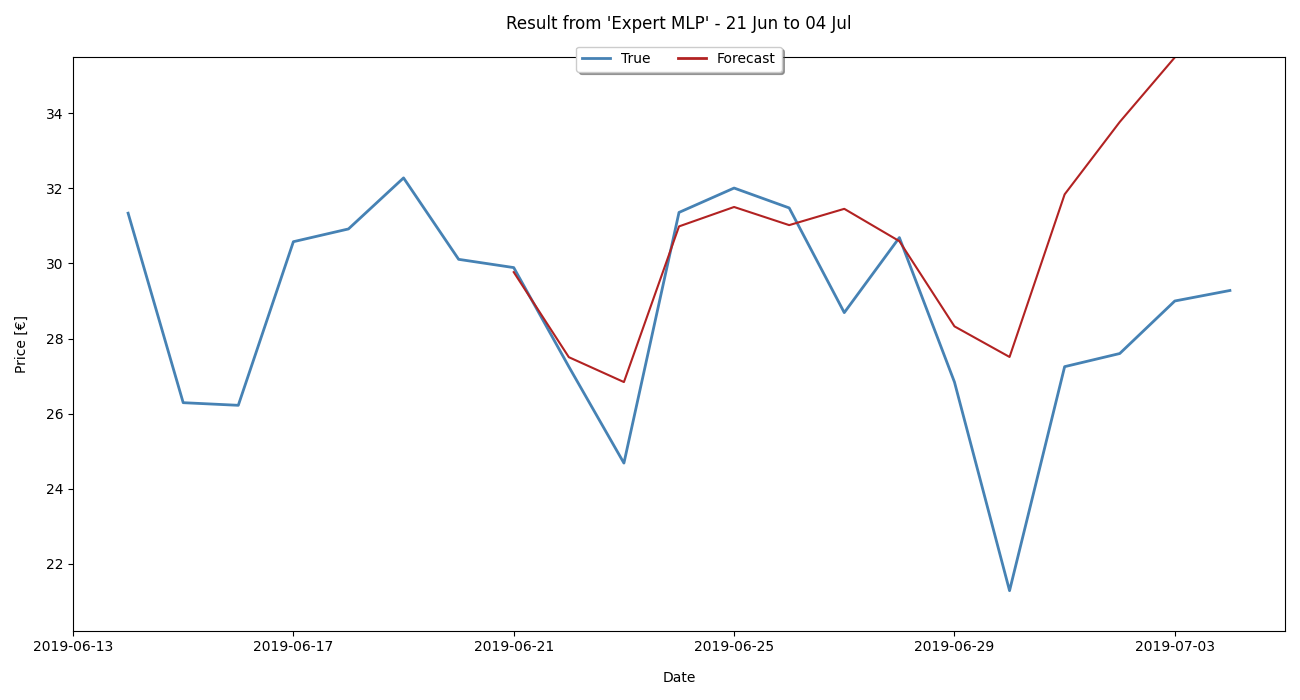 Result from 'Expert MLP' - 21 Jun to 04 Jul
True Forecast
Price [€]
34
32
30
28
26
24
22
2019-06-13 2019-06-17 2019-06-21 2019-06-25 2019-06-29 2019-07-03
Date